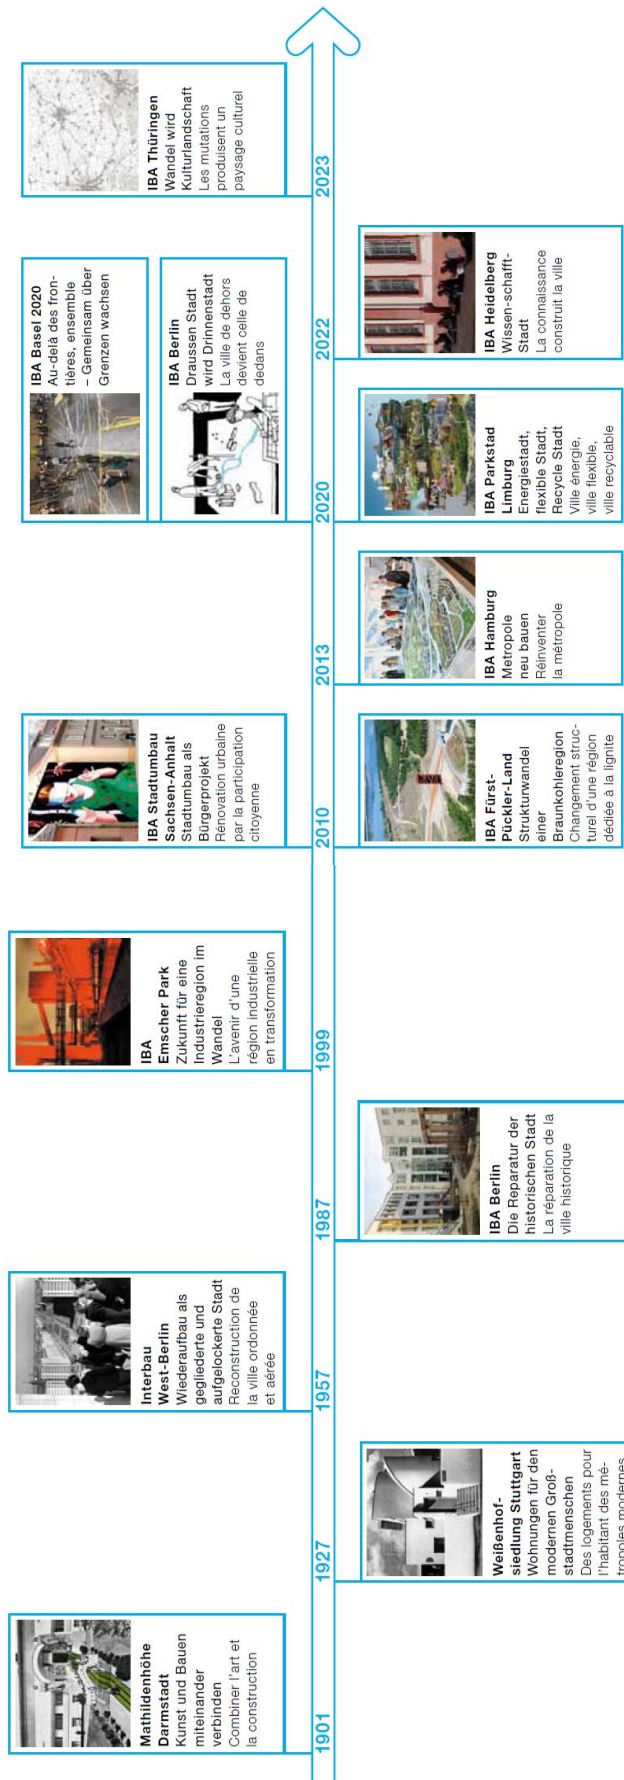 1901
Mathildenhöhe
Darmstadt
Kunst und Bauen
miteinander
verbinden
Combiner l'art et
la construction
1927
Weißenhof-
siedlung Stuttgart
Wohnungen für den
modernen Groß-
stadtmenschen
Des logements pour
l'habitant des mé-
tropoles modernes
1957
Interbau
West-Berlin
Wiederaufbau als
gegliederte und
aufgelockerte Stadt
Reconstruction de
la ville ordonnée
et aérée
1987
IBA Berlin
Die Reparatur der
historischen Stadt
La réparation de la
ville historique
1999
IBA
Emscher Park
Zukunft für eine
Industrieregion im
Wandel
L'avenir d'une
région industrielle
en transformation
2010
IBA Stadtumbau
Sachsen-Anhalt
Stadtumbau als
Bürgerprojekt
Rénovation urbaine
par la participation
citoyenne
IBA Fürst-
Pückler-Land
Strukturwandel
einer
Braunkohleregion
Changement struc-
turel d'une région
dédiée à la lignite
2013
IBA Hamburg
Metropole
neu bauen
Réinventer
la métropole
2020
IBA Basel 2020
Au-delà des fron-
tières, ensemble
– Gemeinsam über
Grenzen wachsen
IBA Berlin
Draussen Stadt
wird Drinnenstadt
La ville de dehors
devient celle de
dedans
IBA Parkstad
Limburg
Energiestadt,
flexible Stadt,
Recycle Stadt
Ville énergie,
ville flexible,
ville recyclable
2022
IBA Heidelberg
Wissen-schafft-
Stadt
La connaissance
construit la ville
2023
IBA Thüringen
Wandel wird
Kulturlandschaft
Les mutations
produisent un
paysage culturel